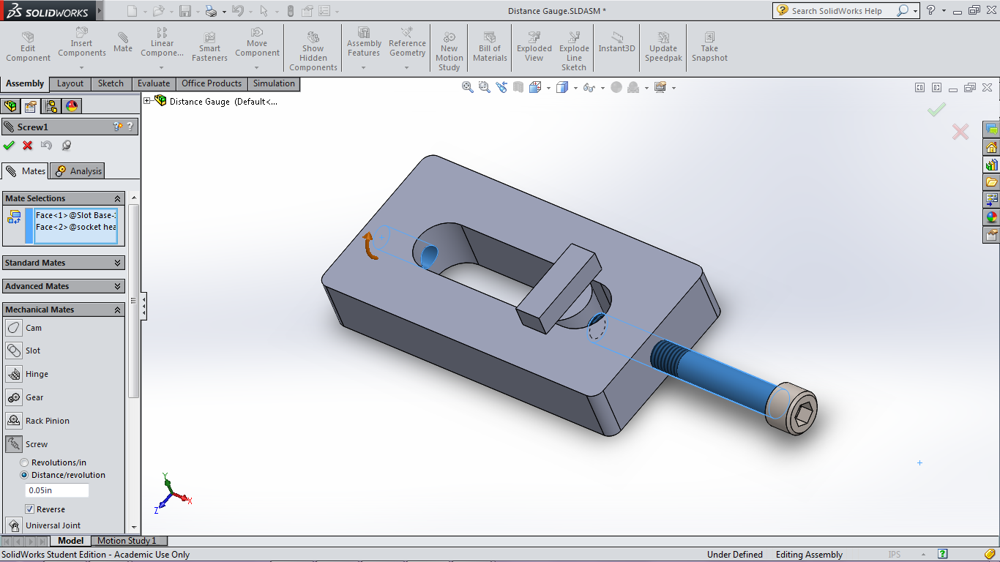 SOLIDWORKS
Distance Gauge.SLDASM *
Search SolidWorks Help
Edit Component
Insert Components
Mate
Linear Compone...
Smart Fasteners
Move Component
Show Hidden Components
Assembly Features
Reference Geometry
New Motion Study
Bill of Materials
Exploded View
Explode Line Sketch
Instant3D
Update Speedpak
Take Snapshot
Assembly
Layout
Sketch
Evaluate
Office Products
Simulation
Distance Gauge (Default<...
Screw1
Mates
Analysis
Mate Selections
Face<1>@Slot Base-
Face<2>@socket hea
Standard Mates
Advanced Mates
Mechanical Mates
Cam
Slot
Hinge
Gear
Rack Pinion
Screw
Revolutions/in
Distance/revolution
0.05in
Reverse
Universal Joint
Y
X
Z
Model
Motion Study 1
SolidWorks Student Edition - Academic Use Only
Under Defined
Editing Assembly
IPS